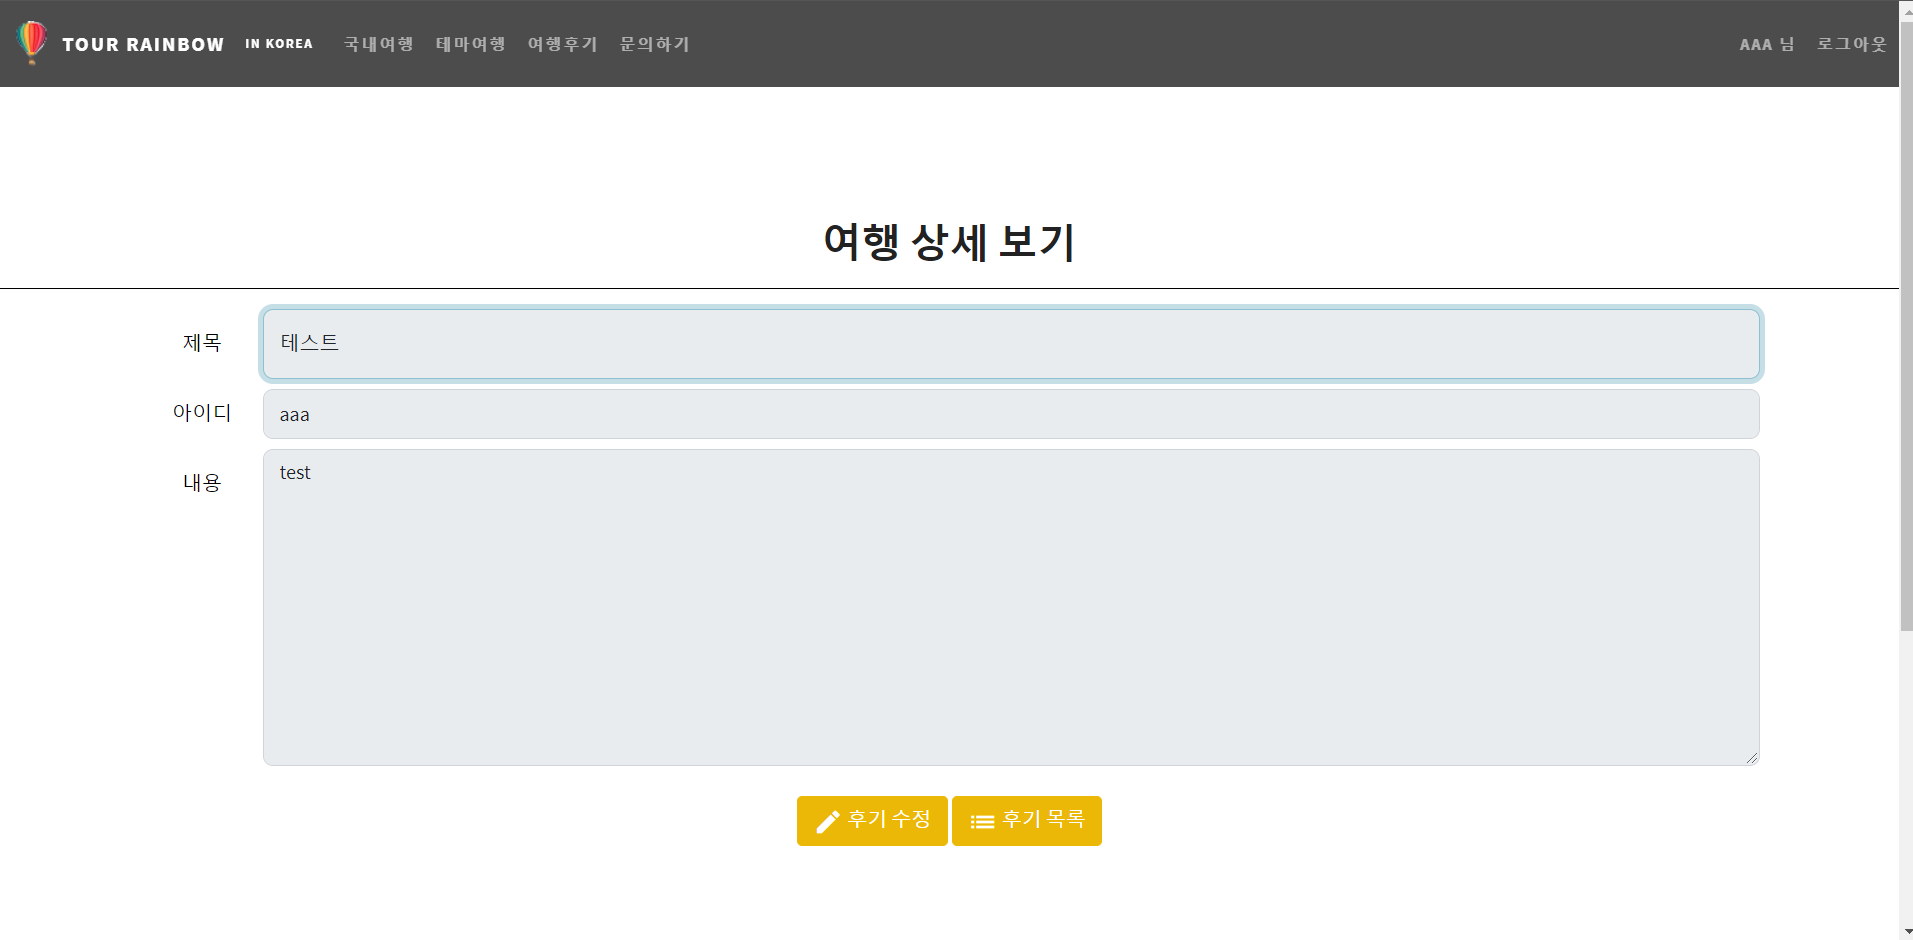 TOUR RAINBOW IN KOREA 국내여행 테마여행 여행후기 문의하기 AAA 님 로그아웃
여행 상세 보기
제목 테스트
아이디 aaa
내용 test
후기 수정 후기 목록